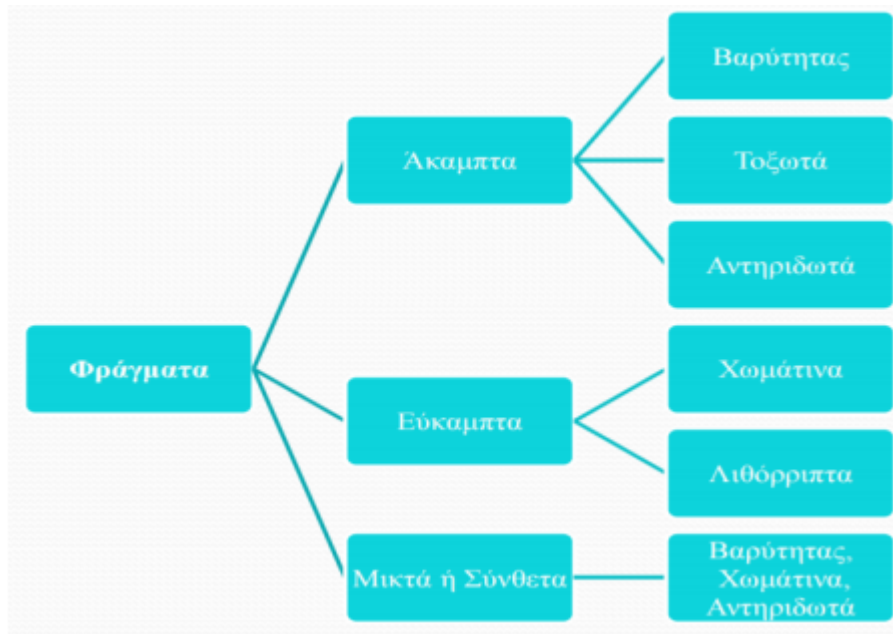 Βαρύτητας
Άκαμπτα
Τοξωτά
Αντηριδωτά
Φράγματα
Χωμάτινα
Εύκαμπτα
Λιθόρριπτα
Μικτά ή Σύνθετα
Βαρύτητας,
Χωμάτινα,
Αντηριδωτά